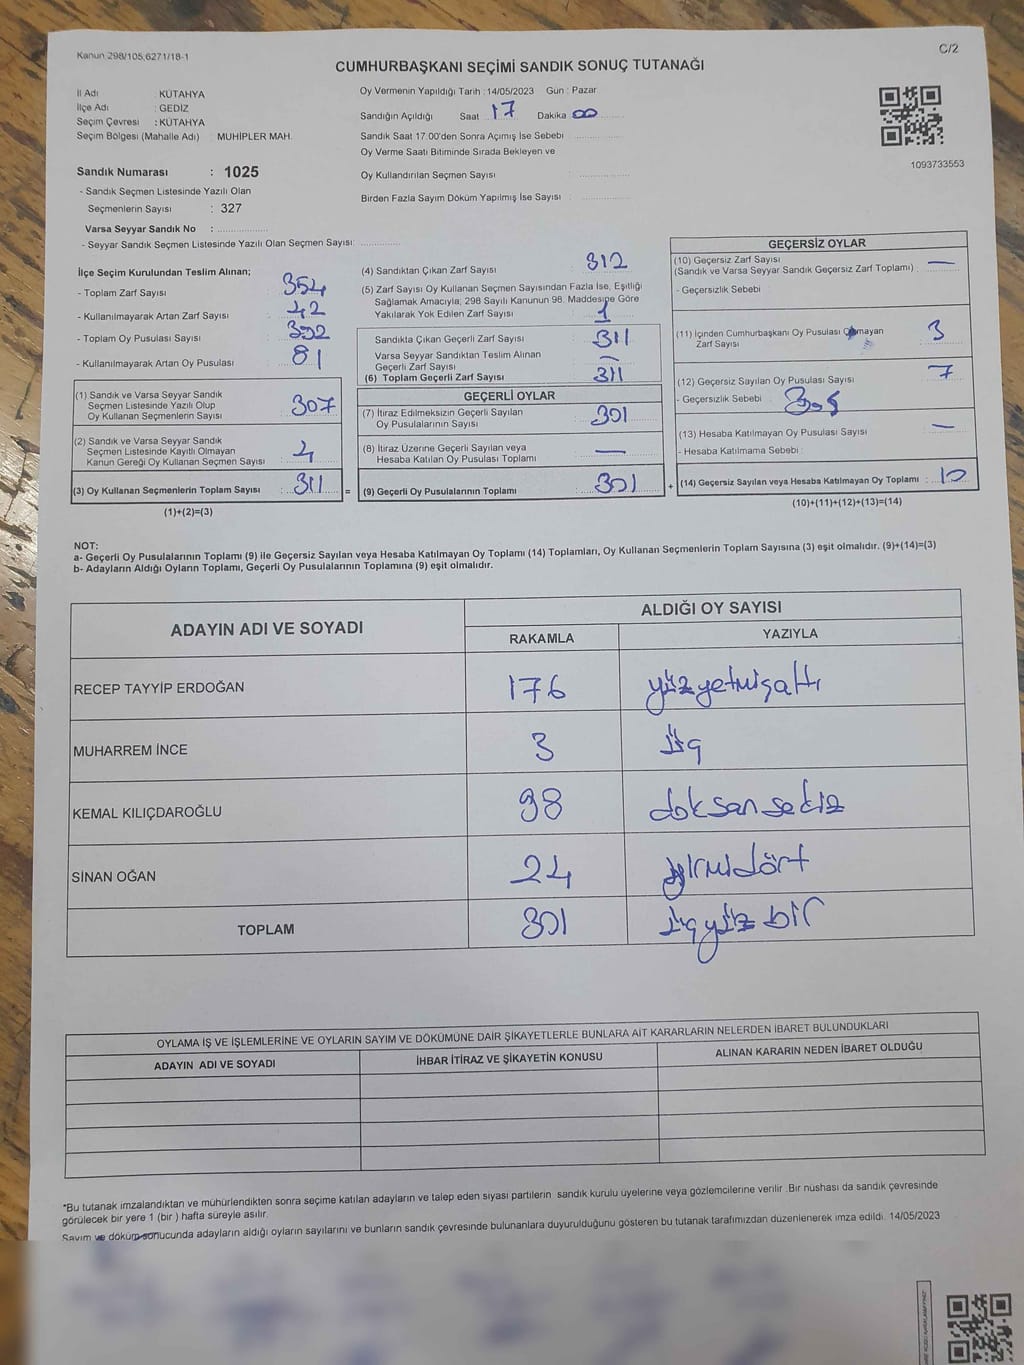 Kanun 298/105,6271/18-1
C/2
CUMHURBAŞKANI SEÇİMİ SANDIK SONUÇ TUTANAĞI
İl Adı KÜTAHYA
İlçe Adı : GEDİZ
Seçim Çevresi : KÜTAHYA
Seçim Bölgesi (Mahalle Adı) MUHİPLER MAH.
Sandık Numarası : 1025
- Sandık Seçmen Listesinde Yazılı Olan
Seçmenlerin Sayısı : 327
Varsa Seyyar Sandık No :
- Seyyar Sandık Seçmen Listesinde Yazılı Olan Seçmen Sayısı:
Oy Vermenin Yapıldığı Tarih : 14/05/2023 Gün : Pazar
Sandığın Açıldığı Saat 17 Dakika 00
Sandık Saat 17.00'den Sonra Açımış İse Sebebi
Oy Verme Saati Bitiminde Sırada Bekleyen ve
Oy Kullandırılan Seçmen Sayısı
Birden Fazla Sayım Döküm Yapılmış İse Sayısı :
1093733553
İlçe Seçim Kurulundan Teslim Alınan;
- Toplam Zarf Sayısı 354
- Kullanılmayarak Artan Zarf Sayısı : 42
- Toplam Oy Pusulası Sayısı : 392
- Kullanılmayarak Artan Oy Pusulası : 81
(1) Sandık ve Varsa Seyyar Sandık
Seçmen Listesinde Yazılı Olup
Oy Kullanan Seçmenlerin Sayısı 307
(2) Sandık ve Varsa Seyyar Sandık
Seçmen Listesinde Kayıtlı Olmayan
Kanun Gereği Oy Kullanan Seçmen Sayısı 4
(3) Oy Kullanan Seçmenlerin Toplam Sayısı : 311 =
(1)+(2)=(3)
(4) Sandıktan Çıkan Zarf Sayısı : 312
(5) Zarf Sayısı Oy Kullanan Seçmen Sayısından Fazla İse, Eşitliği
Sağlamak Amacıyla; 298 Sayılı Kanunun 98. Maddesine Göre
Yakılarak Yok Edilen Zarf Sayısı : 1
Sandıkta Çıkan Geçerli Zarf Sayısı 311
Varsa Seyyar Sandıktan Teslim Alınan
Geçerli Zarf Sayısı : —
(6) Toplam Geçerli Zarf Sayısı : 311
GEÇERLİ OYLAR
(7) İtiraz Edilmeksizin Geçerli Sayılan
Oy Pusulalarının Sayısı : 301
(8) İtiraz Üzerine Geçerli Sayılan veya
Hesaba Katılan Oy Pusulası Toplamı : —
(9) Geçerli Oy Pusulalarının Toplamı : 301 +
GEÇERSİZ OYLAR
(10) Geçersiz Zarf Sayısı
(Sandık ve Varsa Seyyar Sandık Geçersiz Zarf Toplamı) : —
- Geçersizlik Sebebi :
(11) İçinden Cumhurbaşkanı Oy Pusulası Çıkmayan
Zarf Sayısı : 3
(12) Geçersiz Sayılan Oy Pusulası Sayısı : 7
- Geçersizlik Sebebi :
(13) Hesaba Katılmayan Oy Pusulası Sayısı : —
- Hesaba Katılmama Sebebi :
(14) Geçersiz Sayılan veya Hesaba Katılmayan Oy Toplamı : 10
(10)+(11)+(12)+(13)=(14)
NOT:
a- Geçerli Oy Pusulalarının Toplamı (9) ile Geçersiz Sayılan veya Hesaba Katılmayan Oy Toplamı (14) Toplamları, Oy Kullanan Seçmenlerin Toplam Sayısına (3) eşit olmalıdır. (9)+(14)=(3)
b- Adayların Aldığı Oyların Toplamı, Geçerli Oy Pusulalarının Toplamına (9) eşit olmalıdır.
ADAYIN ADI VE SOYADI
ALDIĞI OY SAYISI
RAKAMLA YAZIYLA
RECEP TAYYİP ERDOĞAN 176 yüzyetmişaltı
MUHARREM İNCE 3 üç
KEMAL KILIÇDAROĞLU 98 doksansekiz
SİNAN OĞAN 24 yirmidört
TOPLAM 301 üçyüz bir
OYLAMA İŞ VE İŞLEMLERİNE VE OYLARIN SAYIM VE DÖKÜMÜNE DAİR ŞİKAYETLERLE BUNLARA AİT KARARLARIN NELERDEN İBARET BULUNDUKLARI
ADAYIN ADI VE SOYADI İHBAR İTİRAZ VE ŞİKAYETİN KONUSU ALINAN KARARIN NEDEN İBARET OLDUĞU
*Bu tutanak imzalandıktan ve mühürlendikten sonra seçime katılan adayların ve talep eden siyasi partilerin sandık kurulu üyelerine veya gözlemcilerine verilir .Bir nüshası da sandık çevresinde
görülecek bir yere 1 (bir ) hafta süreyle asılır.
Sayım ve döküm sonucunda adayların aldığı oyların sayılarını ve bunların sandık çevresinde bulunanlara duyurulduğunu gösteren bu tutanak tarafımızdan düzenlenerek imza edildi. 14/05/2023